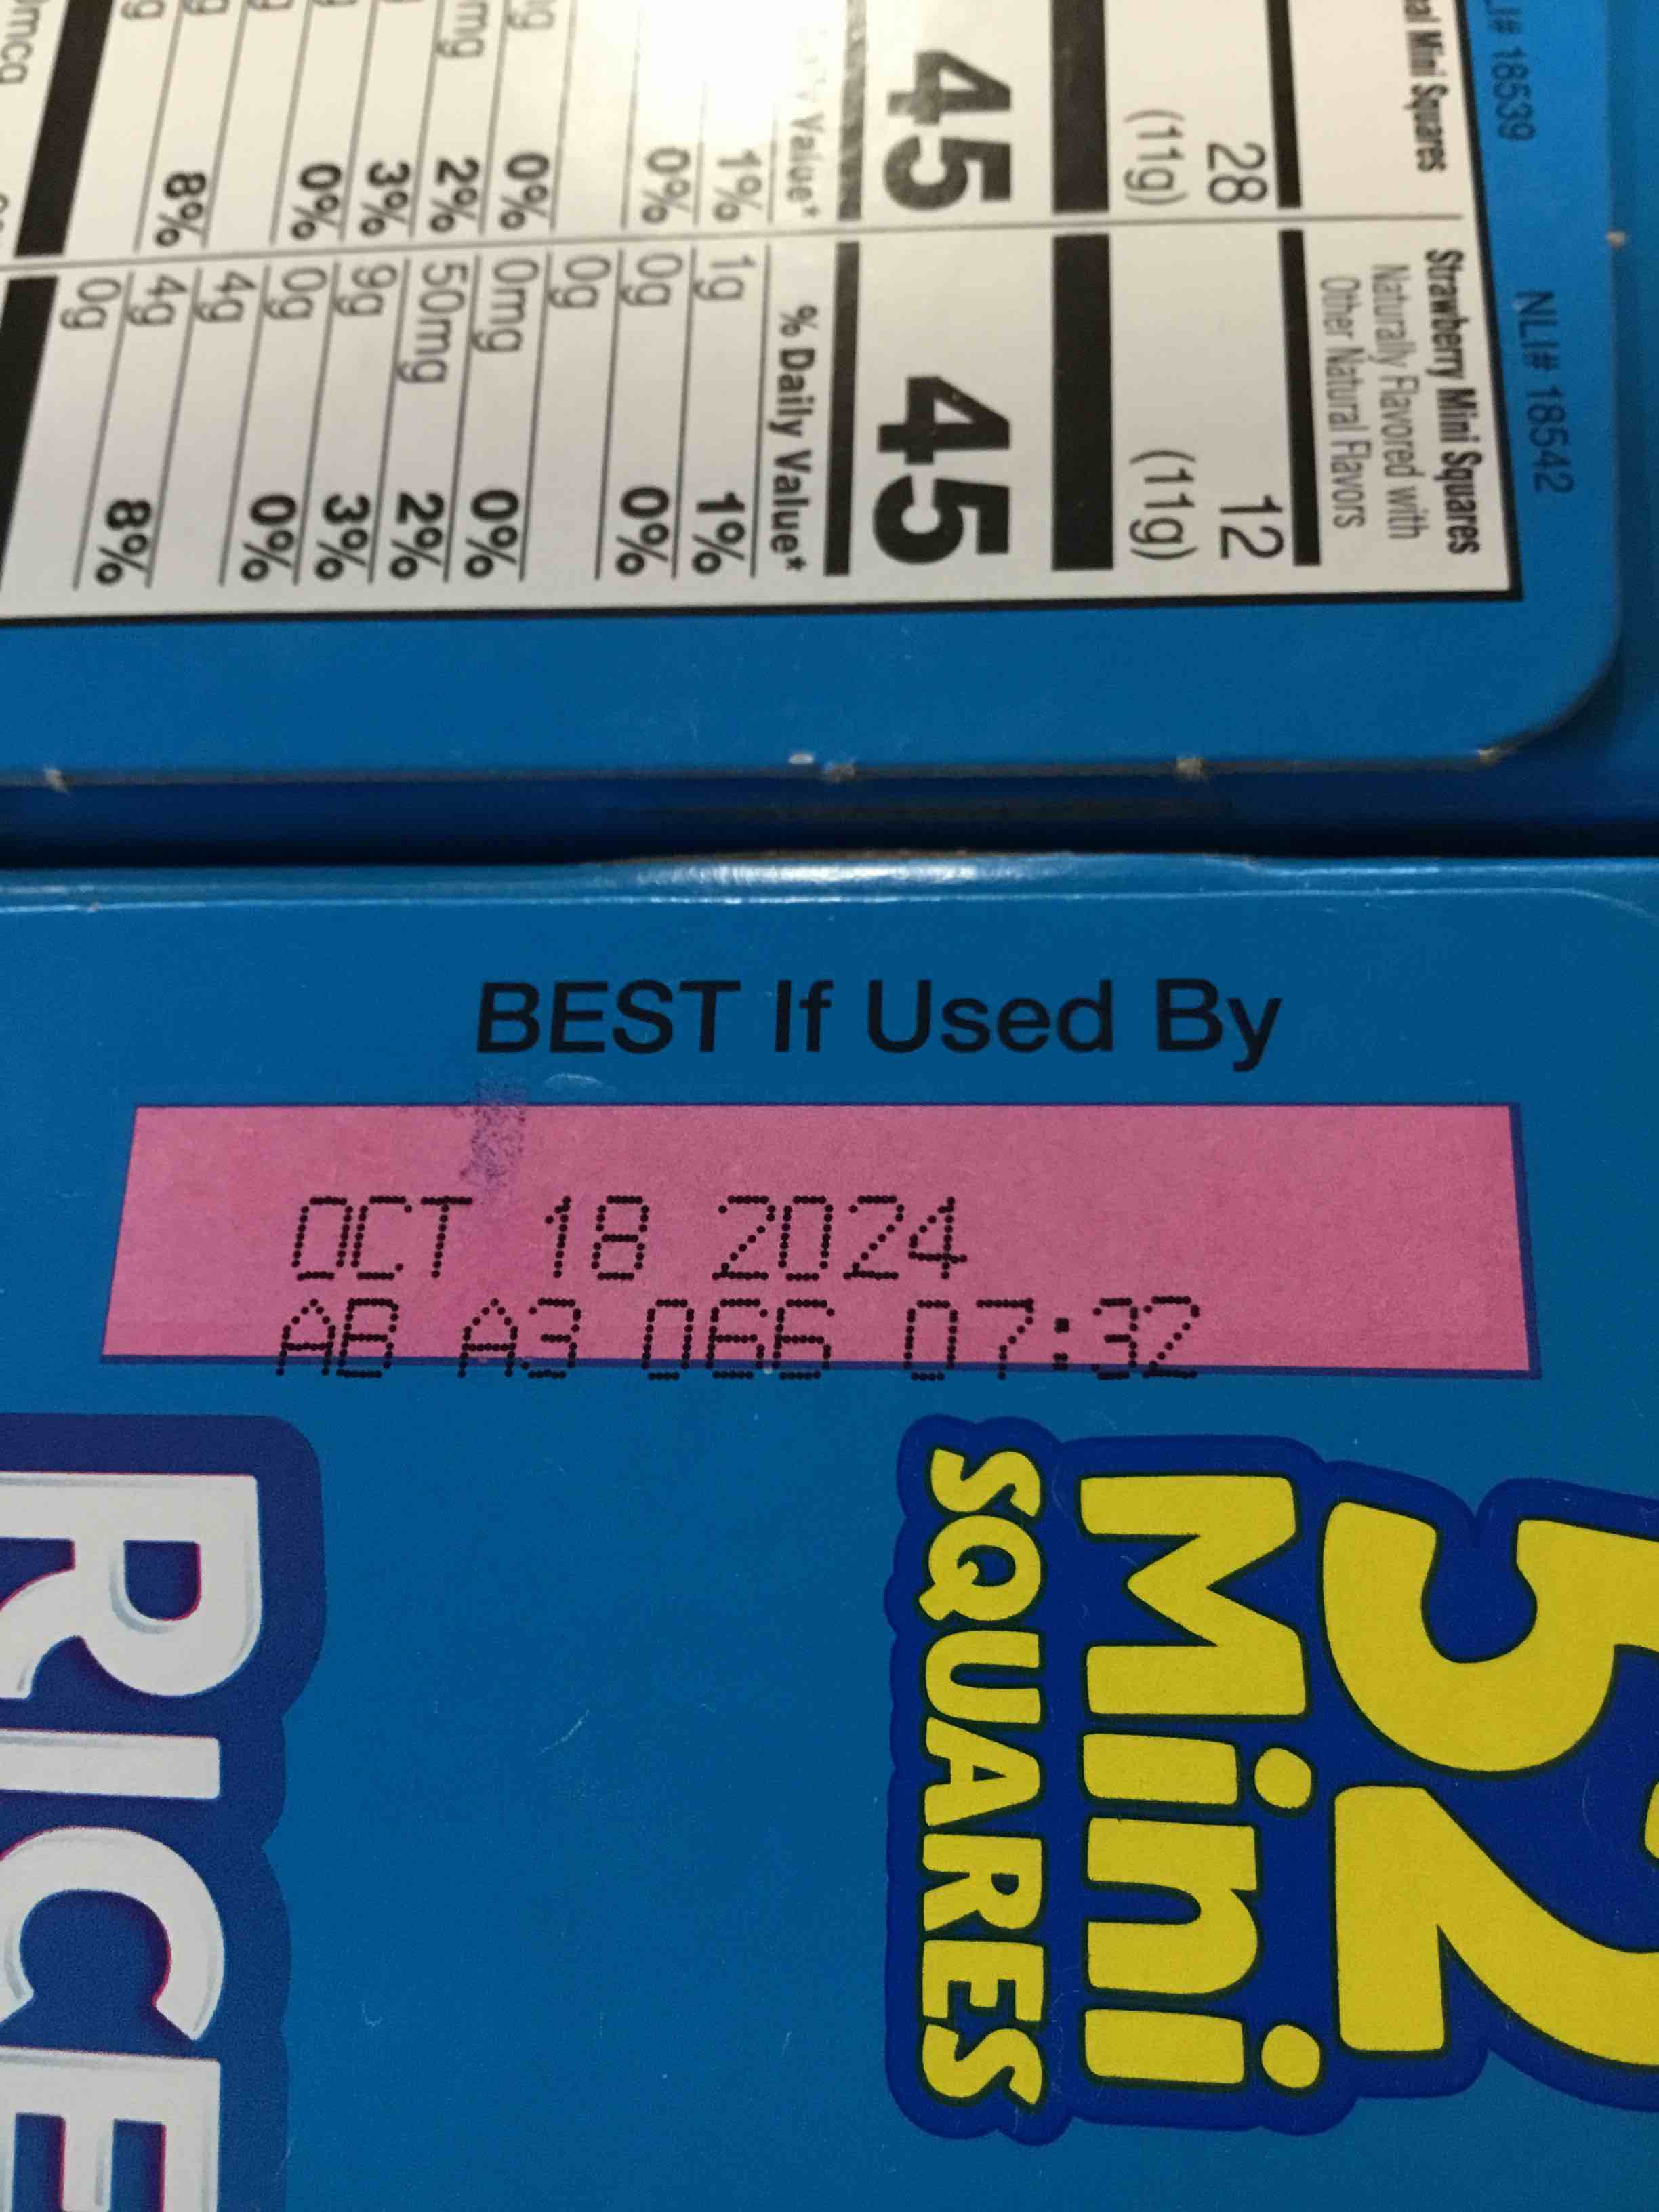 NLI# 18542
Strawberry Mini Squares
Naturally Flavored with
Other Natural Flavors
12
(11g)
45
% Daily Value*
1g 1%
0g 0%
0g
0mg 0%
50mg 2%
9g 3%
0g 0%
4g
4g 8%
0g
18539
Mini Squares
28
(11g)
45
Value*
1%
0%
0%
mg 2%
3%
0%
8%
BEST If Used By
OCT 18 2024
AB A3 066 07:32
52
Mini
SQUARES
RICE